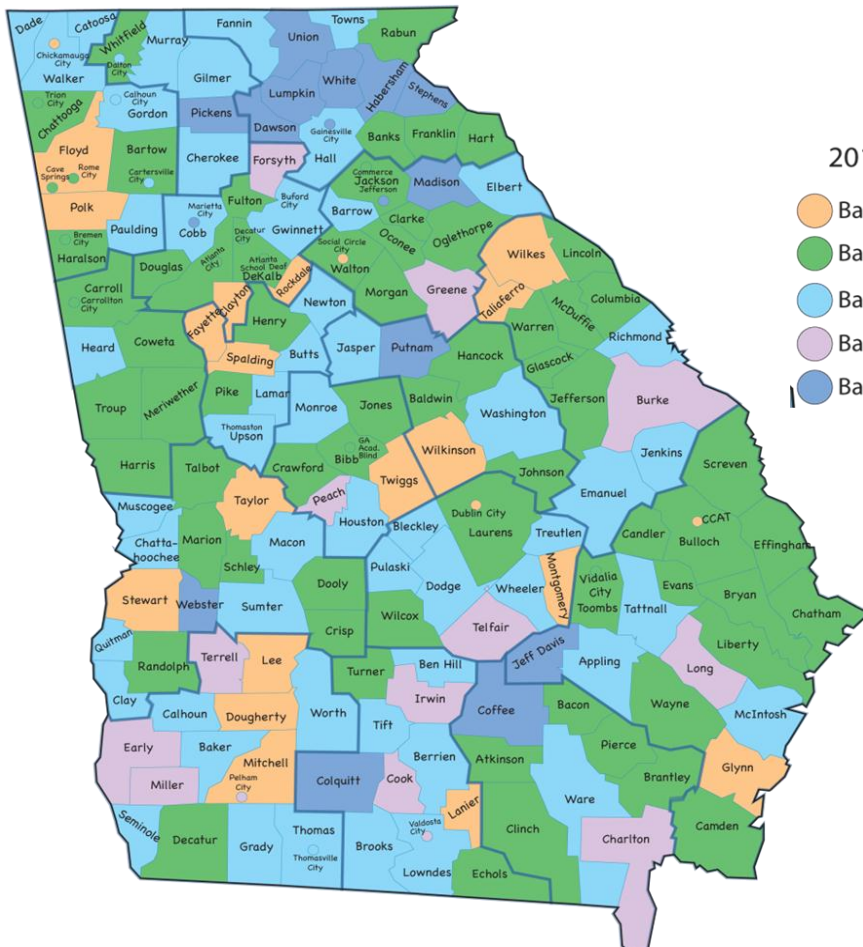 Dade
Catoosa
Whitfield
Murray
Fannin
Union
Towns
Rabun
Chickamauga
City
Dalton
City
Walker
Gilmer
White
Habersham
Stephens
Lumpkin
Trion
City
Chattooga
Calhoun
City
Gordon
Pickens
Dawson
Gainesville
City
Hall
Banks
Franklin
Hart
20
Floyd
Cave
Springs
Rome
City
Bartow
Cartersville
City
Cherokee
Forsyth
Commerce
Jackson
Jefferson
Madison
Elbert
Ba
Ba
Ba
Ba
Ba
Polk
Paulding
Marietta
City
Cobb
Fulton
Buford
City
Gwinnett
Barrow
Clarke
Oconee
Oglethorpe
Bremen
City
Haralson
Douglas
Atlanta
City
Decatur
City
Atlanta
School Deaf
DeKalb
Rockdale
Social Circle
City
Walton
Morgan
Greene
Wilkes
Lincoln
Taliaferro
Carroll
Carrollton
City
Fayette
Clayton
Henry
Newton
Columbia
McDuffie
Warren
Richmond
Heard
Coweta
Spalding
Butts
Jasper
Putnam
Hancock
Glascock
Jefferson
Burke
Troup
Meriwether
Pike
Lamar
Thomaston
Upson
Monroe
Jones
Baldwin
Washington
Jenkins
Screven
Harris
Talbot
Crawford
Bibb
GA
Acad.
Blind
Twiggs
Wilkinson
Johnson
Emanuel
Muscogee
Taylor
Peach
Houston
Bleckley
Dublin City
Laurens
Treutlen
Candler
CCAT
Bulloch
Effingham
Chatta-
hoochee
Marion
Macon
Schley
Dooly
Pulaski
Dodge
Wheeler
Montgomery
Vidalia
City
Toombs
Tattnall
Evans
Bryan
Chatham
Stewart
Webster
Sumter
Crisp
Wilcox
Telfair
Jeff Davis
Appling
Long
Liberty
Quitman
Randolph
Terrell
Lee
Turner
Ben Hill
Irwin
Coffee
Bacon
Wayne
McIntosh
Clay
Calhoun
Dougherty
Worth
Tift
Pierce
Early
Baker
Mitchell
Berrien
Atkinson
Brantley
Glynn
Miller
Pelham
City
Colquitt
Cook
Lanier
Ware
Seminole
Decatur
Grady
Thomas
Thomasville
City
Brooks
Valdosta
City
Lowndes
Clinch
Echols
Charlton
Camden